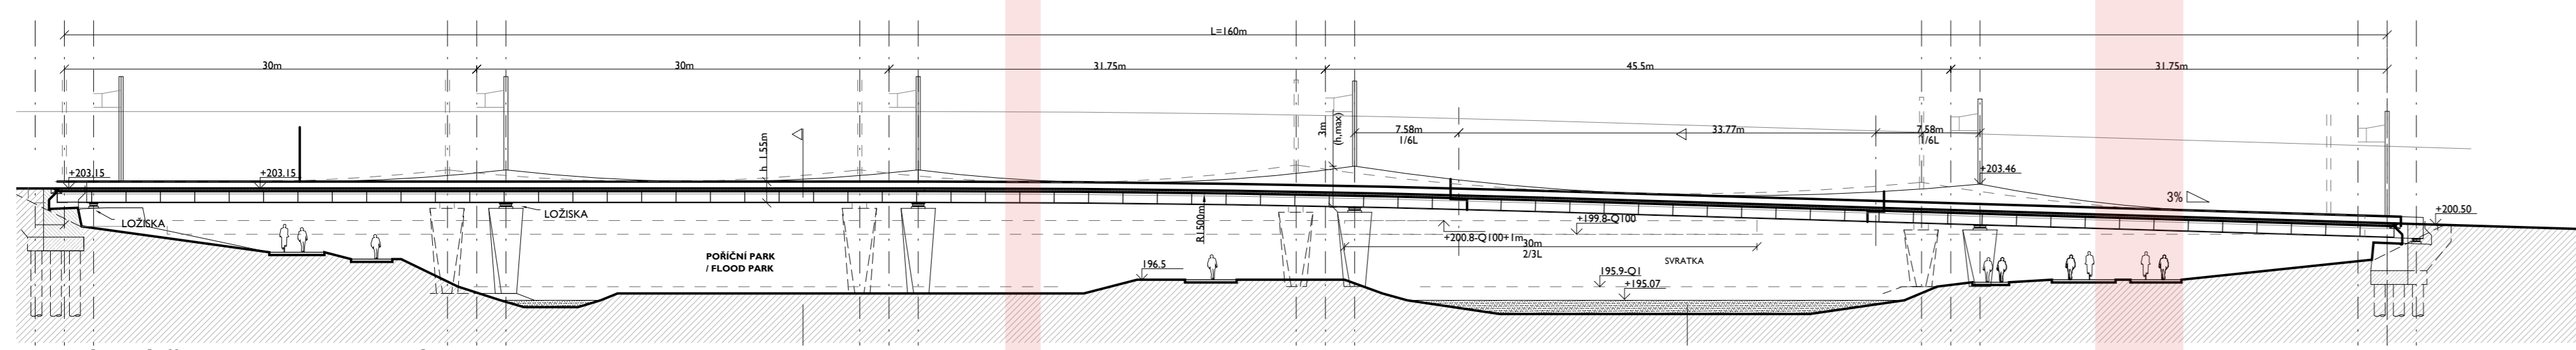 L=160m
30m
30m
31.75m
45.5m
31.75m
3m
(h,max)
7.58m
1/6L
33.77m
7.58m
1/6L
h 1.55m
+203.15
+203.15
+203.46
3%
+200.50
LOŽISKA
LOŽISKA
R1500m
+199.8-Q100
+200.8-Q100+1m
30m
2/3L
POŘÍČNÍ PARK
/ FLOOD PARK
196.5
SVRATKA
195.9-Q1
+195.07